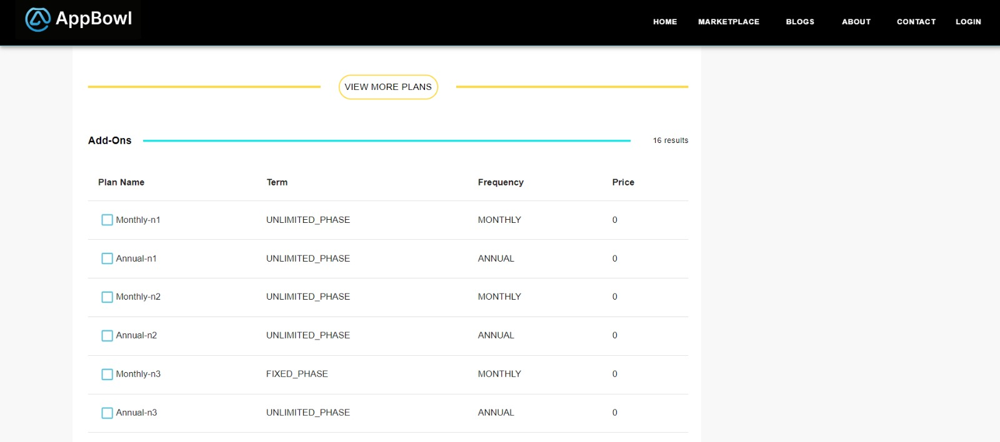 AppBowl
HOME MARKETPLACE BLOGS ABOUT CONTACT LOGIN
VIEW MORE PLANS
Add-Ons 16 results
Plan Name Term Frequency Price
Monthly-n1 UNLIMITED_PHASE MONTHLY 0
Annual-n1 UNLIMITED_PHASE ANNUAL 0
Monthly-n2 UNLIMITED_PHASE MONTHLY 0
Annual-n2 UNLIMITED_PHASE ANNUAL 0
Monthly-n3 FIXED_PHASE MONTHLY 0
Annual-n3 UNLIMITED_PHASE ANNUAL 0